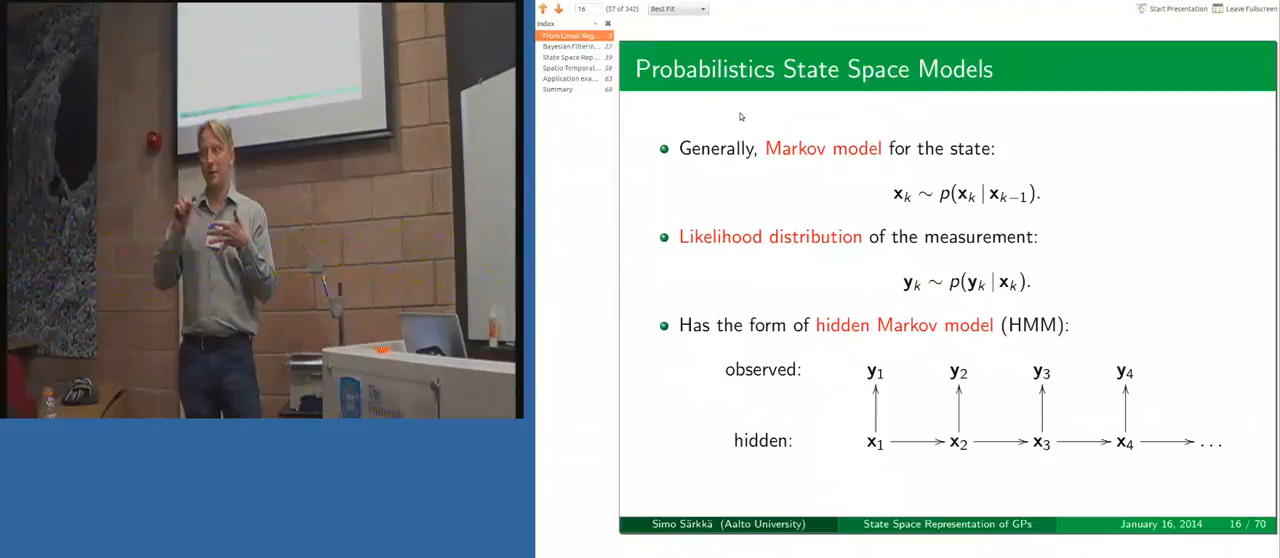 16 (57 of 342) Best Fit Start Presentation Leave Fullscreen
Index
From Linear Reg... 3
Bayesian Filterin... 27
State Space Rep... 39
Spatio-Temporal... 56
Application exa... 63
Summary 68
Probabilistics State Space Models
Generally, Markov model for the state:
xₖ ∼ p(xₖ | xₖ₋₁).
Likelihood distribution of the measurement:
yₖ ∼ p(yₖ | xₖ).
Has the form of hidden Markov model (HMM):
observed: y₁ y₂ y₃ y₄
hidden: x₁ x₂ x₃ x₄ ...
Simo Särkkä (Aalto University) State Space Representation of GPs January 16, 2014 16 / 70
The
University